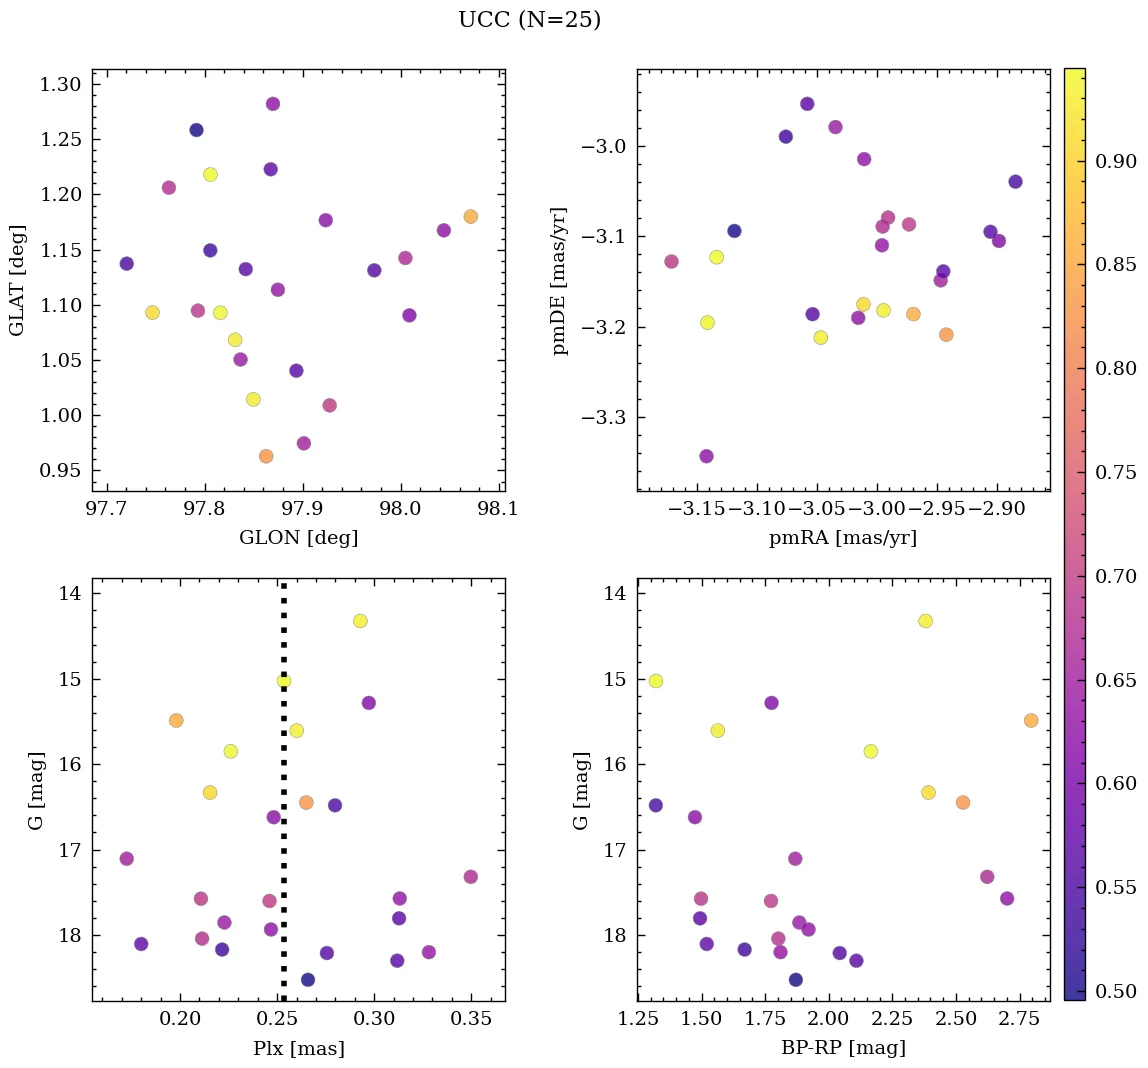 UCC (N=25)
1.30
1.25
1.20
1.15
1.10
1.05
1.00
0.95
GLAT [deg]
97.7 97.8 97.9 98.0 98.1
GLON [deg]
−3.0
−3.1
−3.2
−3.3
pmDE [mas/yr]
−3.15 −3.10 −3.05 −3.00 −2.95 −2.90
pmRA [mas/yr]
14
15
16
17
18
G [mag]
0.20 0.25 0.30 0.35
Plx [mas]
14
15
16
17
18
G [mag]
1.25 1.50 1.75 2.00 2.25 2.50 2.75
BP-RP [mag]
0.90
0.85
0.80
0.75
0.70
0.65
0.60
0.55
0.50